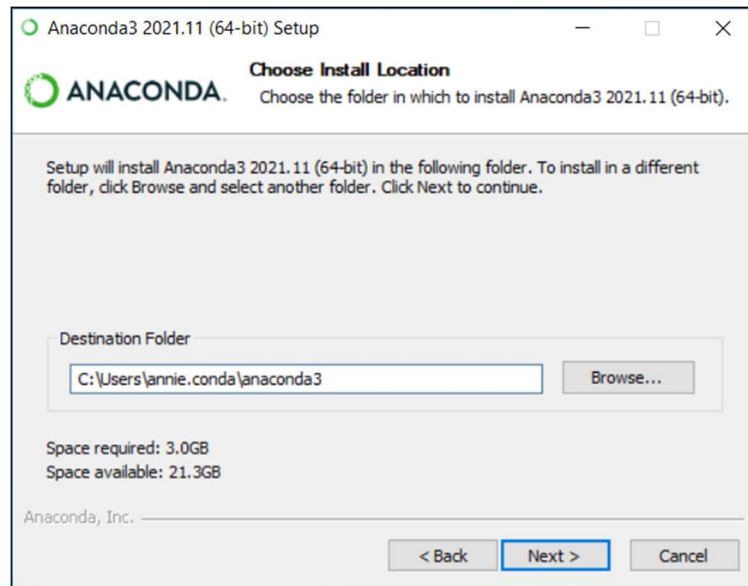 Anaconda3 2021.11 (64-bit) Setup
ANACONDA.
Choose Install Location
Choose the folder in which to install Anaconda3 2021.11 (64-bit).
Setup will install Anaconda3 2021.11 (64-bit) in the following folder. To install in a different
folder, click Browse and select another folder. Click Next to continue.
Destination Folder
C:\Users\annie.conda\anaconda3
Browse...
Space required: 3.0GB
Space available: 21.3GB
Anaconda, Inc.
< Back
Next >
Cancel